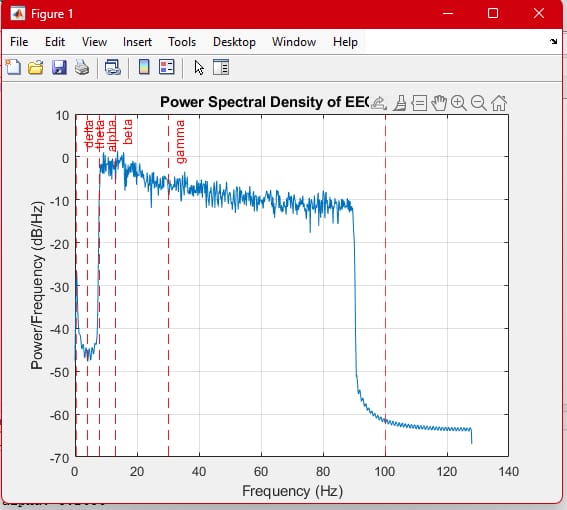 Figure 1
File Edit View Insert Tools Desktop Window Help
Power Spectral Density of EEG
delta
theta
alpha
beta
gamma
10
0
-10
-20
-30
-40
-50
-60
-70
Power/Frequency (dB/Hz)
0 20 40 60 80 100 120 140
Frequency (Hz)